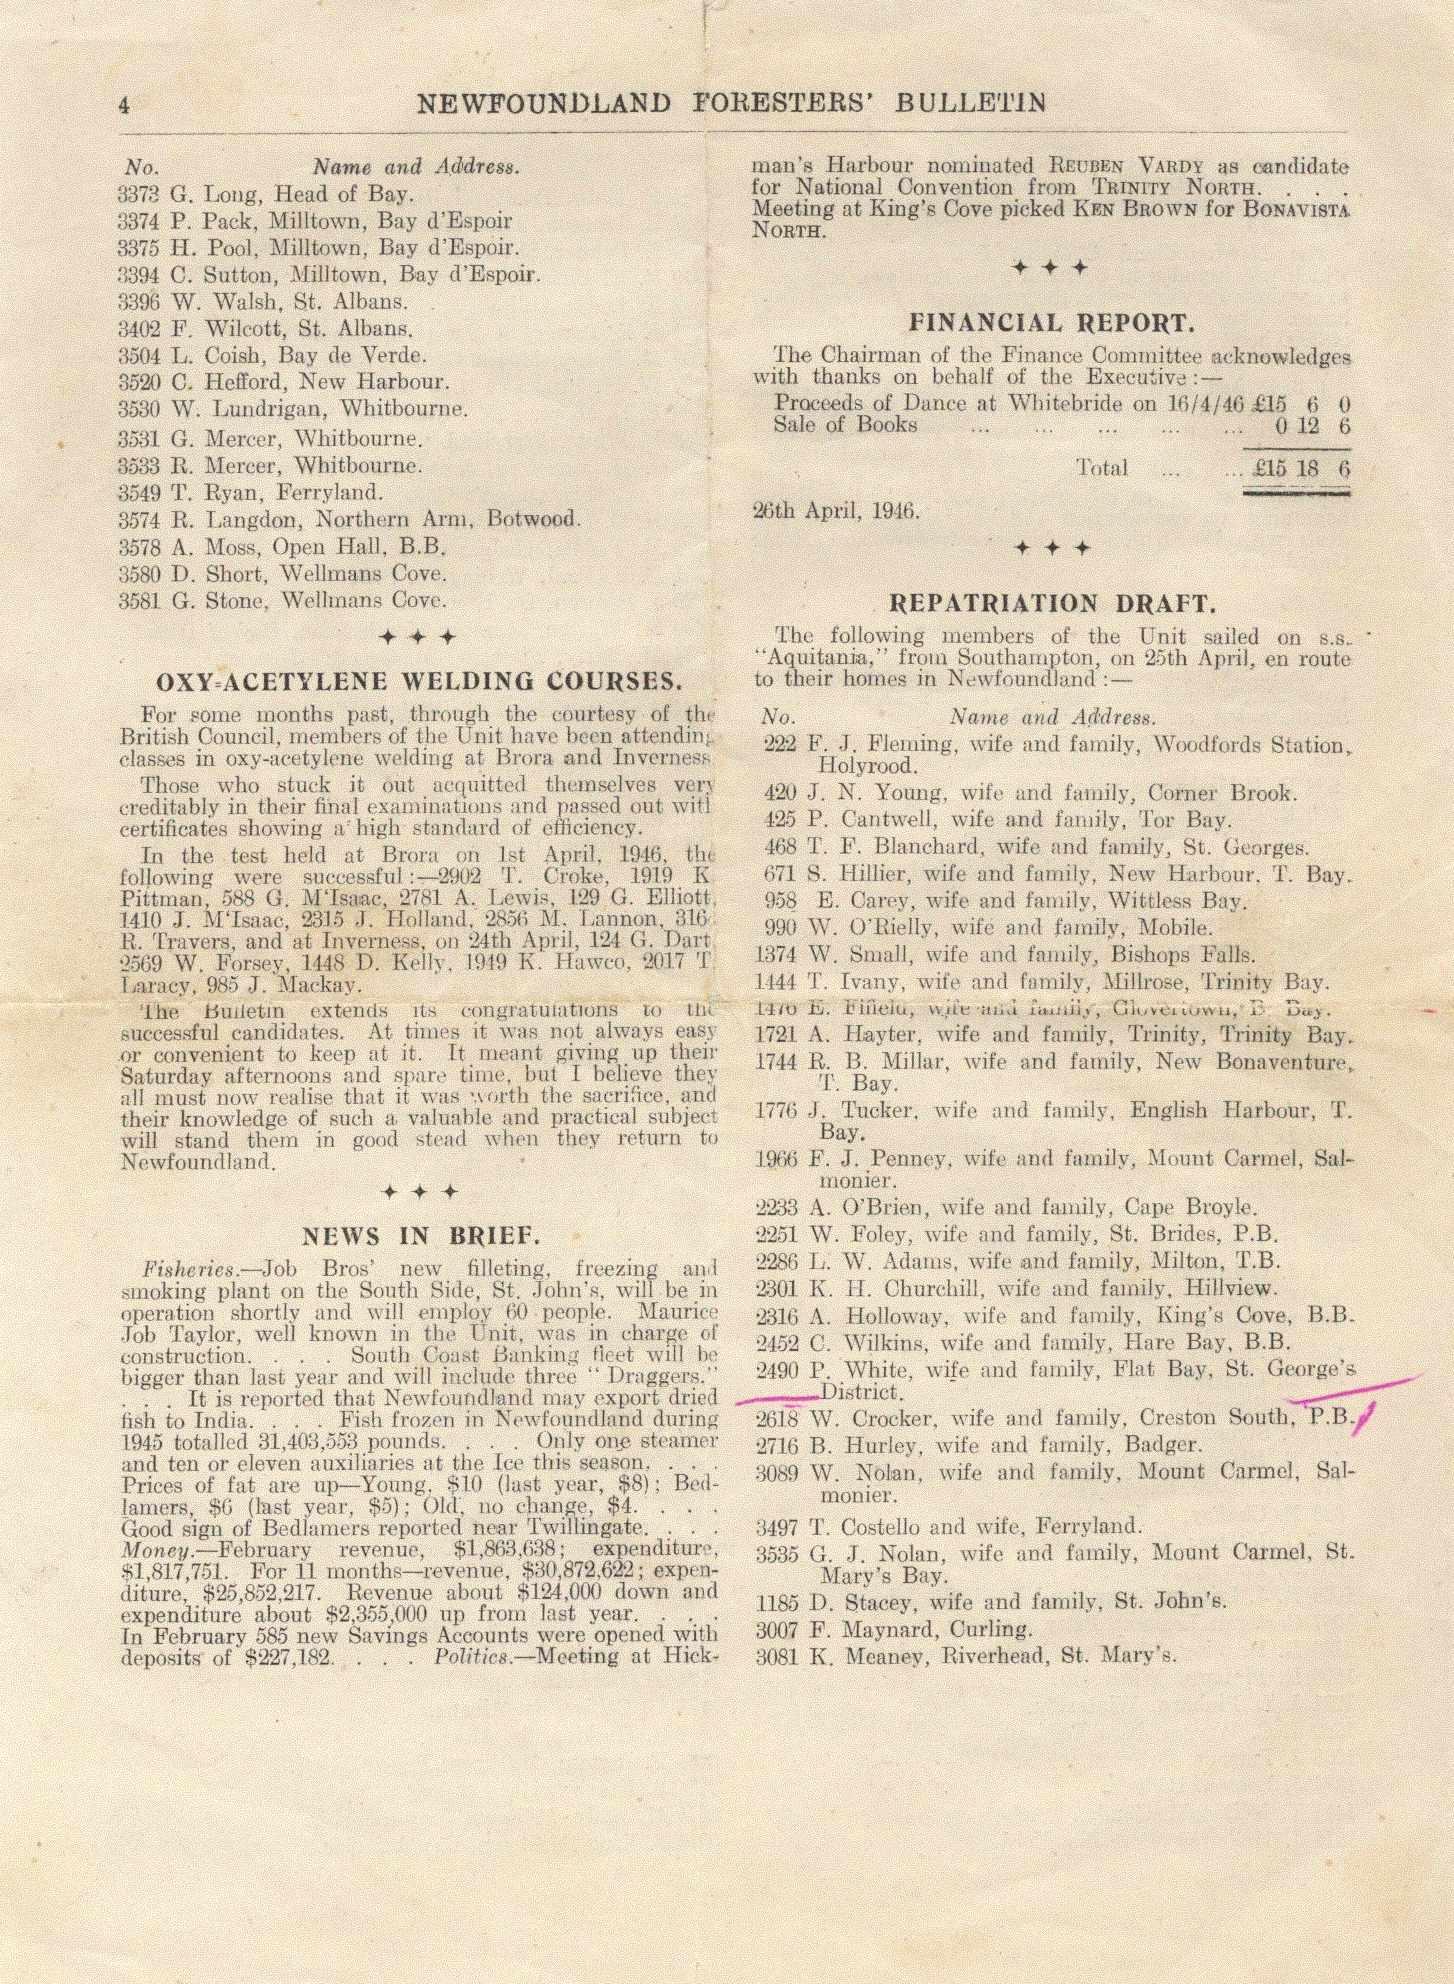 4
NEWFOUNDLAND FORESTERS' BULLETIN
No. Name and Address.
3373 G. Long, Head of Bay.
3374 P. Pack, Milltown, Bay d'Espoir
3375 H. Pool, Milltown, Bay d'Espoir.
3394 C. Sutton, Milltown, Bay d'Espoir.
3396 W. Walsh, St. Albans.
3402 F. Wilcott, St. Albans.
3504 L. Coish, Bay de Verde.
3520 C. Hefford, New Harbour.
3530 W. Lundrigan, Whitbourne.
3531 G. Mercer, Whitbourne.
3533 R. Mercer, Whitbourne.
3549 T. Ryan, Ferryland.
3574 R. Langdon, Northern Arm, Botwood.
3578 A. Moss, Open Hall, B.B.
3580 D. Short, Wellmans Cove.
3581 G. Stone, Wellmans Cove.
OXY-ACETYLENE WELDING COURSES.
For some months past, through the courtesy of the
British Council, members of the Unit have been attending
classes in oxy-acetylene welding at Brora and Inverness
Those who stuck it out acquitted themselves very
creditably in their final examinations and passed out with
certificates showing a high standard of efficiency.
In the test held at Brora on 1st April, 1946, the
following were successful :—2902 T. Croke, 1919 K
Pittman, 588 G. M'Isaac, 2781 A. Lewis, 129 G. Elliott,
1410 J. M'Isaac, 2315 J. Holland, 2856 M. Lannon, 316
R. Travers, and at Inverness, on 24th April, 124 G. Dart,
2569 W. Forsey, 1448 D. Kelly, 1949 K. Hawco, 2017 T.
Laracy, 985 J. Mackay.
The Bulletin extends its congratulations to the
successful candidates. At times it was not always easy
or convenient to keep at it. It meant giving up their
Saturday afternoons and spare time, but I believe they
all must now realise that it was worth the sacrifice, and
their knowledge of such a valuable and practical subject
will stand them in good stead when they return to
Newfoundland.
NEWS IN BRIEF.
Fisheries.—Job Bros' new filleting, freezing and
smoking plant on the South Side, St. John's, will be in
operation shortly and will employ 60 people. Maurice
Job Taylor, well known in the Unit, was in charge of
construction. . . . South Coast Banking fleet will be
bigger than last year and will include three "Draggers."
. . . It is reported that Newfoundland may export dried
fish to India. . . . Fish frozen in Newfoundland during
1945 totalled 31,403,553 pounds. . . . Only one steamer
and ten or eleven auxiliaries at the Ice this season. . . .
Prices of fat are up—Young, $10 (last year, $8); Bed-
lamers, $6 (last year, $5); Old, no change, $4. . . .
Good sign of Bedlamers reported near Twillingate. . . .
Money.—February revenue, $1,863,638; expenditure,
$1,817,751. For 11 months—revenue, $30,872,622; expen-
diture, $25,852,217. Revenue about $124,000 down and
expenditure about $2,355,000 up from last year. . . .
In February 585 new Savings Accounts were opened with
deposits of $227,182. . . . Politics.—Meeting at Hick-
man's Harbour nominated REUBEN VARDY as candidate
for National Convention from TRINITY NORTH. . . .
Meeting at King's Cove picked KEN BROWN for BONAVISTA
NORTH.
FINANCIAL REPORT.
The Chairman of the Finance Committee acknowledges
with thanks on behalf of the Executive :—
Proceeds of Dance at Whitebride on 16/4/46 £15 6 0
Sale of Books ... ... ... ... ... 0 12 6
Total ... ... £15 18 6
26th April, 1946.
REPATRIATION DRAFT.
The following members of the Unit sailed on s.s.
"Aquitania," from Southampton, on 25th April, en route
to their homes in Newfoundland :—
No. Name and Address.
222 F. J. Fleming, wife and family, Woodfords Station,
Holyrood.
420 J. N. Young, wife and family, Corner Brook.
425 P. Cantwell, wife and family, Tor Bay.
468 T. F. Blanchard, wife and family, St. Georges.
671 S. Hillier, wife and family, New Harbour, T. Bay.
958 E. Carey, wife and family, Wittless Bay.
990 W. O'Rielly, wife and family, Mobile.
1374 W. Small, wife and family, Bishops Falls.
1444 T. Ivany, wife and family, Millrose, Trinity Bay.
E. Fifield, wife and family, Glovertown, B. Bay.
1721 A. Hayter, wife and family, Trinity, Trinity Bay.
1744 R. B. Millar, wife and family, New Bonaventure,
T. Bay.
1776 J. Tucker, wife and family, English Harbour, T.
Bay.
1966 F. J. Penney, wife and family, Mount Carmel, Sal-
monier.
2233 A. O'Brien, wife and family, Cape Broyle.
2251 W. Foley, wife and family, St. Brides, P.B.
2286 L. W. Adams, wife and family, Milton, T.B.
2301 K. H. Churchill, wife and family, Hillview.
2316 A. Holloway, wife and family, King's Cove, B.B.
2452 C. Wilkins, wife and family, Hare Bay, B.B.
2490 P. White, wife and family, Flat Bay, St. George's
District.
2618 W. Crocker, wife and family, Creston South, P.B.
2716 B. Hurley, wife and family, Badger.
3089 W. Nolan, wife and family, Mount Carmel, Sal-
monier.
3497 T. Costello and wife, Ferryland.
3535 G. J. Nolan, wife and family, Mount Carmel, St.
Mary's Bay.
1185 D. Stacey, wife and family, St. John's.
3007 F. Maynard, Curling.
3081 K. Meaney, Riverhead, St. Mary's.